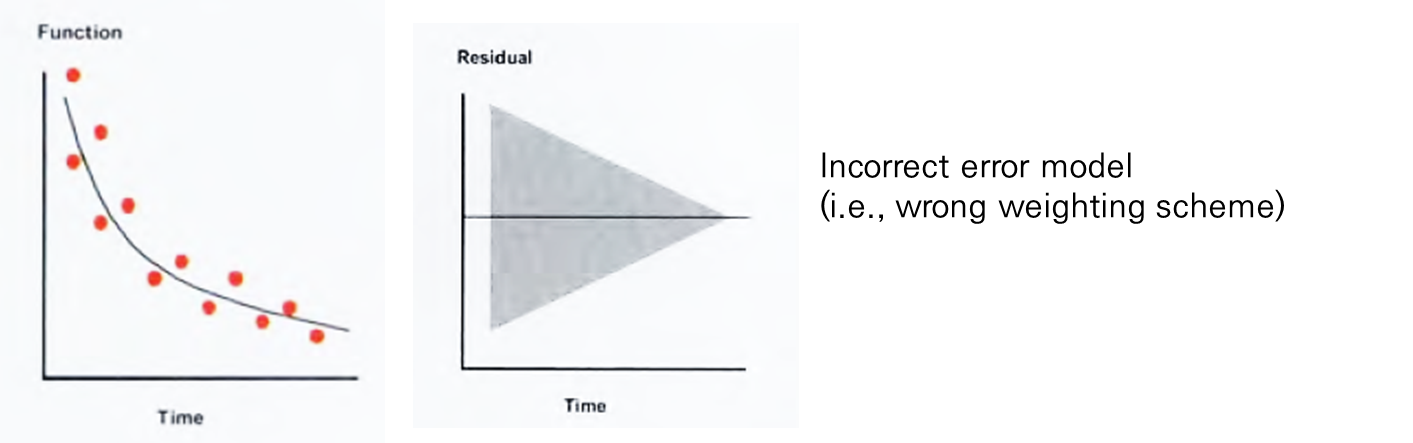 Function
Time
Residual
Time
Incorrect error model
(i.e., wrong weighting scheme)